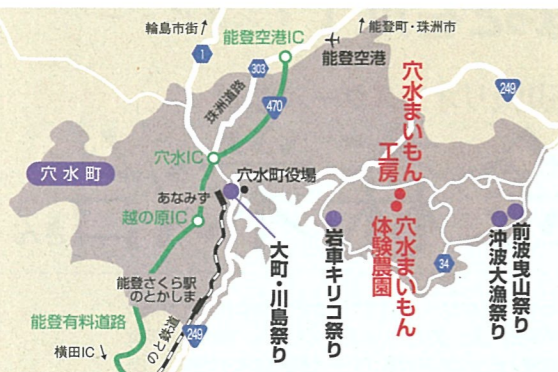 輪島市街↑
能登空港IC
↑能登町・珠洲市
能登空港
1
303
珠洲道路
470
249
穴水まいもん
工房
穴水IC
穴水町
穴水町役場
あなみず
越の原IC
穴水まいもん
体験農園
前波曳山祭り
沖波大漁祭り
岩車キリコ祭り
大町・川島祭り
34
能登さくら駅
のとかしま
能登有料道路
のと鉄道
249
横田IC